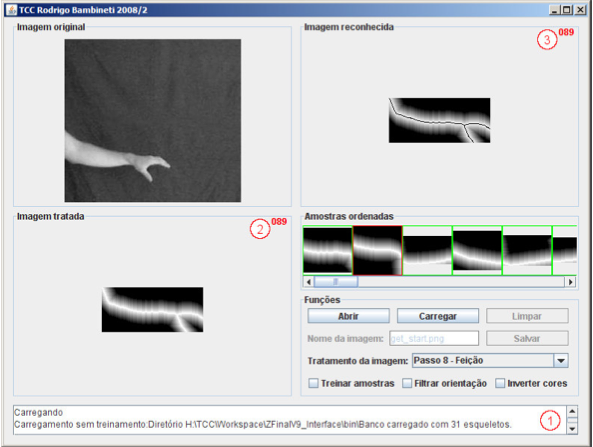 TCC Rodrigo Bambineti 2008/2
Imagem original
Imagem reconhecida
3
089
Imagem tratada
2
089
Amostras ordenadas
Funções
Abrir
Carregar
Limpar
Nome da imagem:
gst_start.png
Salvar
Tratamento da imagem:
Passo 8 - Feição
Treinar amostras
Filtrar orientação
Inverter cores
Carregando
Carregamento sem treinamento:Diretório H:\TCC\Workspace\ZFinalV9_Interface\bin\Banco carregado com 31 esqueletos.
1